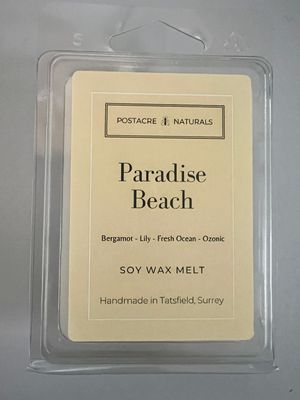 POSTACRE NATURALS
Paradise
Beach
Bergamot - Lily - Fresh Ocean - Ozonic
SOY WAX MELT
Handmade in Tatsfield, Surrey